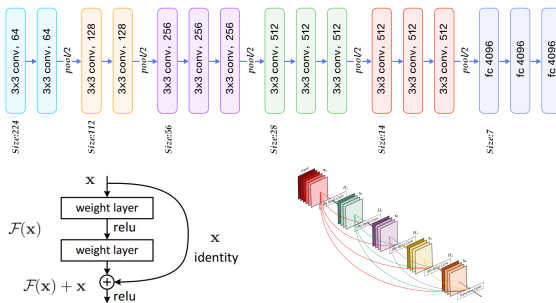 3x3 conv, 64
3x3 conv, 64
pool/2
3x3 conv, 128
3x3 conv, 128
pool/2
3x3 conv, 256
3x3 conv, 256
3x3 conv, 256
pool/2
3x3 conv, 512
3x3 conv, 512
3x3 conv, 512
pool/2
3x3 conv, 512
3x3 conv, 512
3x3 conv, 512
pool/2
fc 4096
fc 4096
fc 4096
Size:224
Size:112
Size:56
Size:28
Size:14
Size:7
x
weight layer
F(x)
relu
x
identity
weight layer
F(x) + x
relu